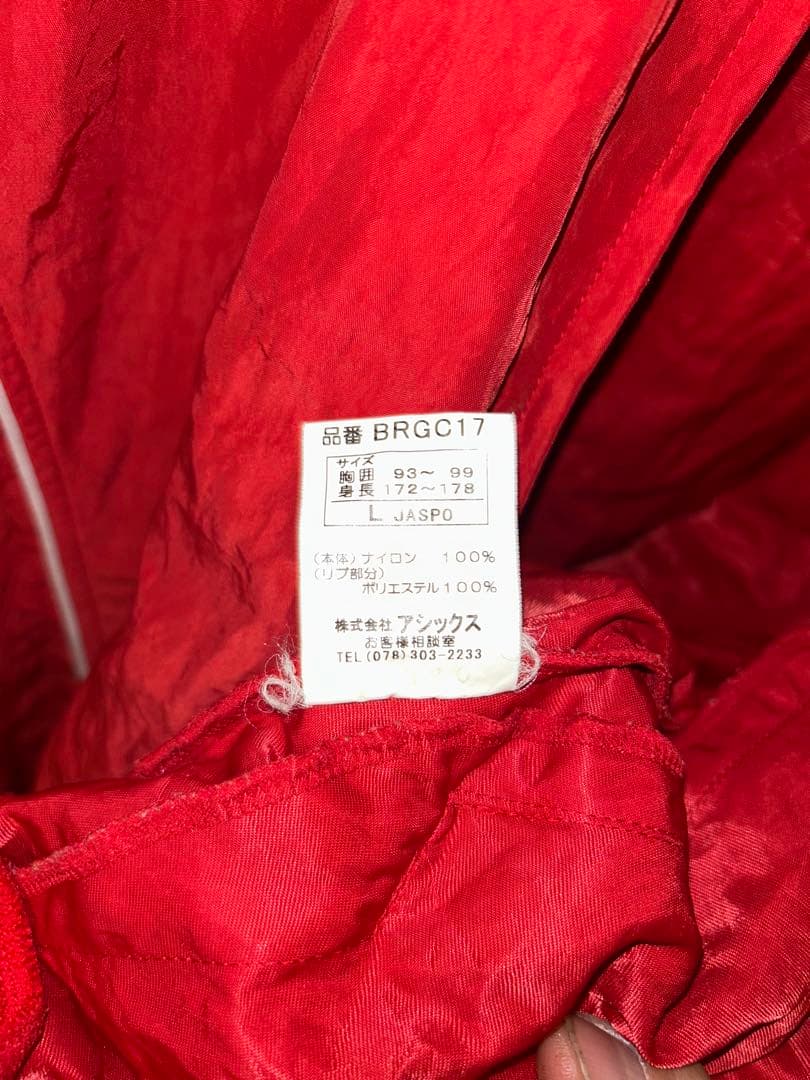 品番 BRGC17
サイズ
胸囲 93～ 99
身長 172～178
L JASPO
(本体) ナイロン 100%
(リブ部分)
ポリエステル100%
株式会社 アシックス
お客様相談室
TEL(078)303-2233